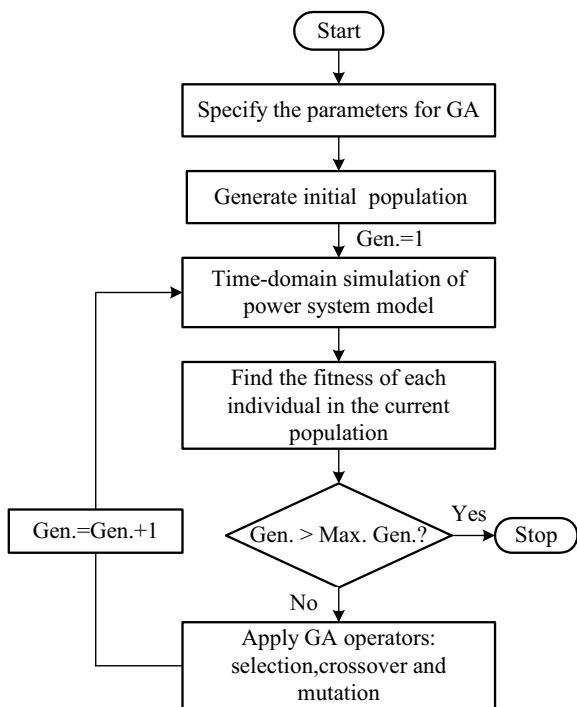 Start
Specify the parameters for GA
Generate initial population
Gen.=1
Time-domain simulation of
power system model
Find the fitness of each
individual in the current
population
Gen. > Max. Gen.?
Yes
Stop
Gen.=Gen.+1
No
Apply GA operators:
selection,crossover and
mutation